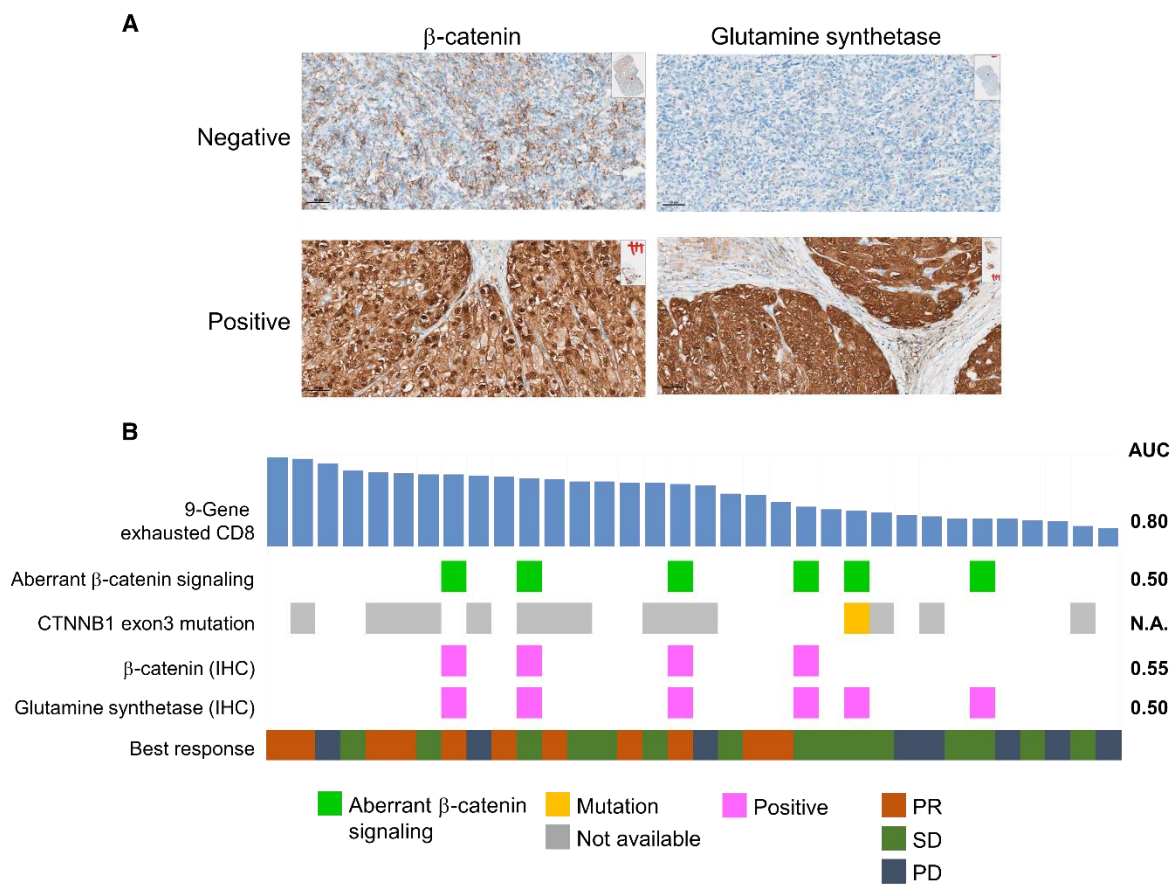 A
β-catenin
Glutamine synthetase
Negative
Positive
B
AUC
9-Gene
exhausted CD8
0.80
Aberrant β-catenin signaling
0.50
CTNNB1 exon3 mutation
N.A.
β-catenin (IHC)
0.55
Glutamine synthetase (IHC)
0.50
Best response
Aberrant β-catenin
signaling
Mutation
Not available
Positive
PR
SD
PD